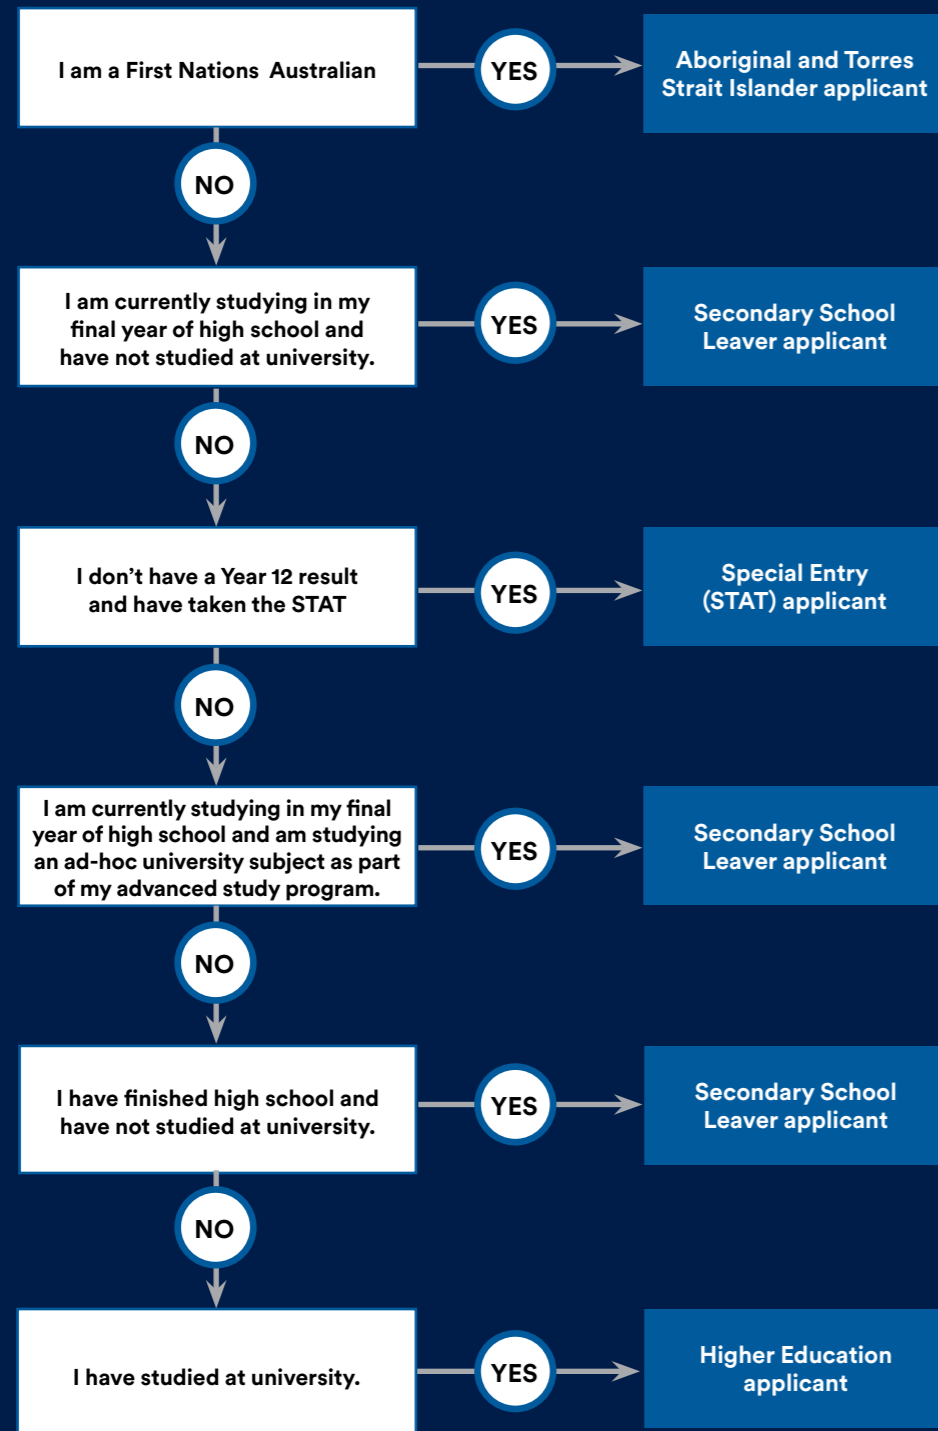 I am a First Nations Australian
YES
Aboriginal and Torres
Strait Islander applicant
NO
I am currently studying in my
final year of high school and
have not studied at university.
YES
Secondary School
Leaver applicant
NO
I don't have a Year 12 result
and have taken the STAT
YES
Special Entry
(STAT) applicant
NO
I am currently studying in my final
year of high school and am studying
an ad-hoc university subject as part
of my advanced study program.
YES
Secondary School
Leaver applicant
NO
I have finished high school and
have not studied at university.
YES
Secondary School
Leaver applicant
NO
I have studied at university.
YES
Higher Education
applicant